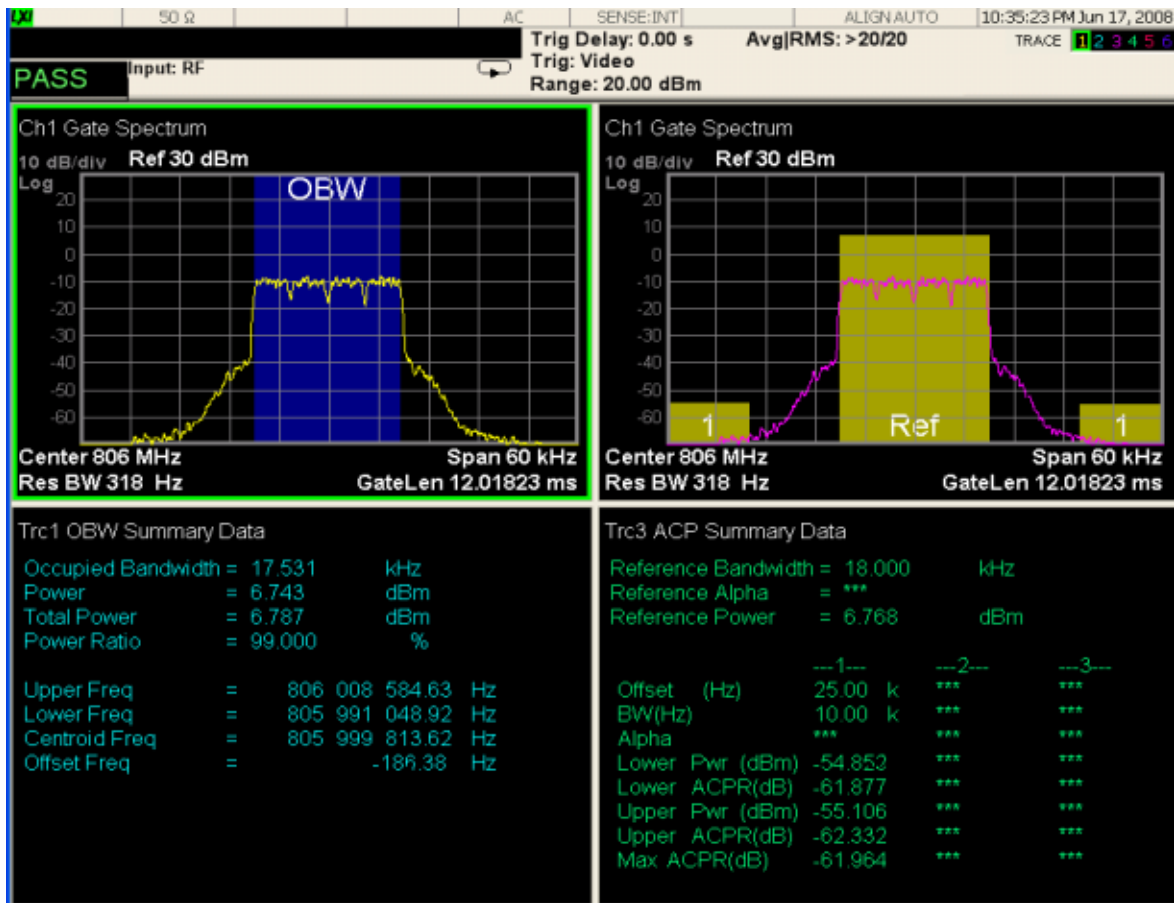 LXI 50 Ω AC SENSE:INT ALIGN AUTO 10:35:23 PM Jun 17, 2008
Trig Delay: 0.00 s Avg|RMS: >20/20 TRACE 1 2 3 4 5 6
PASS Input: RF Trig: Video
Range: 20.00 dBm
Ch1 Gate Spectrum
10 dB/div Ref 30 dBm
Log
OBW
20
10
0
-10
-20
-30
-40
-50
-60
Center 806 MHz Span 60 kHz
Res BW 318 Hz GateLen 12.01823 ms
Ch1 Gate Spectrum
10 dB/div Ref 30 dBm
Log
20
10
0
-10
-20
-30
-40
-50
-60
1 Ref 1
Center 806 MHz Span 60 kHz
Res BW 318 Hz GateLen 12.01823 ms
Trc1 OBW Summary Data
Occupied Bandwidth = 17.531 kHz
Power = 6.743 dBm
Total Power = 6.787 dBm
Power Ratio = 99.000 %
Upper Freq = 806 008 584.63 Hz
Lower Freq = 805 991 048.92 Hz
Centroid Freq = 805 999 813.62 Hz
Offset Freq = -186.38 Hz
Trc3 ACP Summary Data
Reference Bandwidth = 18.000 kHz
Reference Alpha = ***
Reference Power = 6.768 dBm
---1--- ---2--- ---3---
Offset (Hz) 25.00 k *** ***
BW(Hz) 10.00 k *** ***
Alpha *** *** ***
Lower Pwr (dBm) -54.852 *** ***
Lower ACPR(dB) -61.877 *** ***
Upper Pwr (dBm) -55.106 *** ***
Upper ACPR(dB) -62.332 *** ***
Max ACPR(dB) -61.964 *** ***